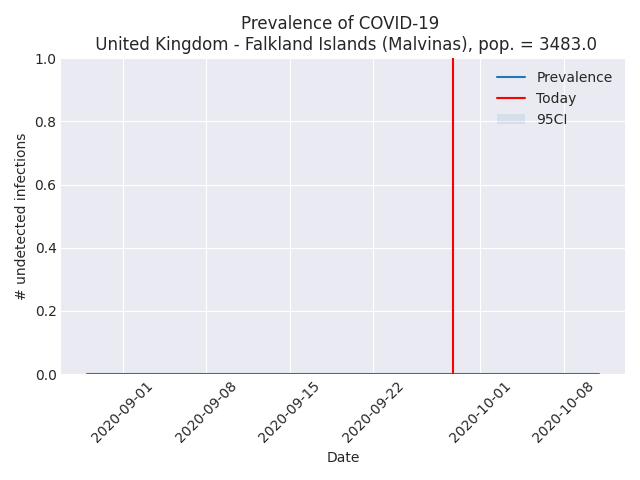 Prevalence of COVID-19
United Kingdom - Falkland Islands (Malvinas), pop. = 3483.0
Prevalence
Today
95CI
# undetected infections
1.0
0.8
0.6
0.4
0.2
0.0
2020-09-01
2020-09-08
2020-09-15
2020-09-22
2020-10-01
2020-10-08
Date